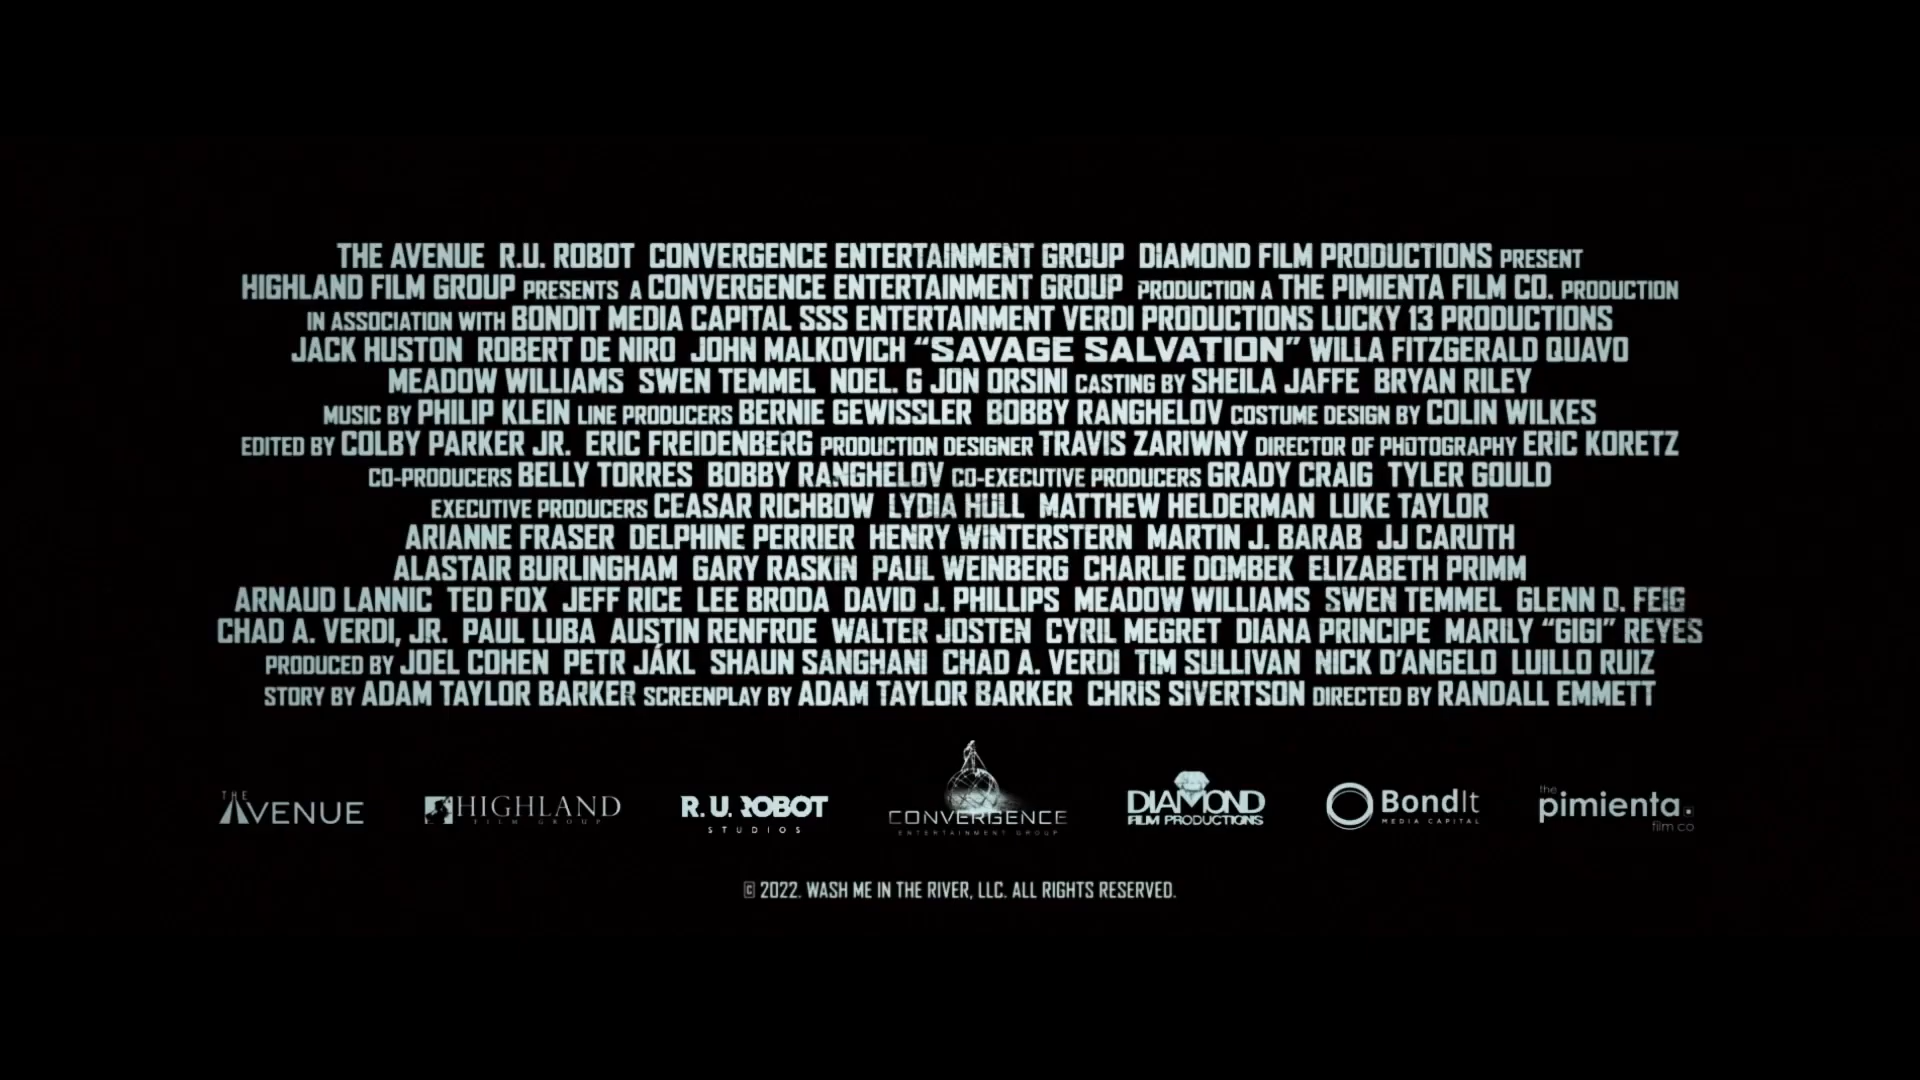 THE AVENUE R.U. ROBOT CONVERGENCE ENTERTAINMENT GROUP DIAMOND FILM PRODUCTIONS PRESENT
HIGHLAND FILM GROUP PRESENTS A CONVERGENCE ENTERTAINMENT GROUP PRODUCTION A THE PIMIENTA FILM CO. PRODUCTION
IN ASSOCIATION WITH BONDIT MEDIA CAPITAL SSS ENTERTAINMENT VERDI PRODUCTIONS LUCKY 13 PRODUCTIONS
JACK HUSTON ROBERT DE NIRO JOHN MALKOVICH “SAVAGE SALVATION” WILLA FITZGERALD QUAVO
MEADOW WILLIAMS SWEN TEMMEL NOEL. G JON ORSINI CASTING BY SHEILA JAFFE BRYAN RILEY
MUSIC BY PHILIP KLEIN LINE PRODUCERS BERNIE GEWISSLER BOBBY RANGHELOV COSTUME DESIGN BY COLIN WILKES
EDITED BY COLBY PARKER JR. ERIC FREIDENBERG PRODUCTION DESIGNER TRAVIS ZARIWNY DIRECTOR OF PHOTOGRAPHY ERIC KORETZ
CO-PRODUCERS BELLY TORRES BOBBY RANGHELOV CO-EXECUTIVE PRODUCERS GRADY CRAIG TYLER GOULD
EXECUTIVE PRODUCERS CEASAR RICHBOW LYDIA HULL MATTHEW HELDERMAN LUKE TAYLOR
ARIANNE FRASER DELPHINE PERRIER HENRY WINTERSTERN MARTIN J. BARAB JJ CARUTH
ALASTAIR BURLINGHAM GARY RASKIN PAUL WEINBERG CHARLIE DOMBEK ELIZABETH PRIMM
ARNAUD LANNIC TED FOX JEFF RICE LEE BRODA DAVID J. PHILLIPS MEADOW WILLIAMS SWEN TEMMEL GLENN D. FEIG
CHAD A. VERDI, JR. PAUL LUBA AUSTIN RENFROE WALTER JOSTEN CYRIL MEGRET DIANA PRINCIPE MARILY “GIGI” REYES
PRODUCED BY JOEL COHEN PETR JÁKL SHAUN SANGHANI CHAD A. VERDI TIM SULLIVAN NICK D’ANGELO LUILLO RUIZ
STORY BY ADAM TAYLOR BARKER SCREENPLAY BY ADAM TAYLOR BARKER CHRIS SIVERTSON DIRECTED BY RANDALL EMMETT
THE AVENUE
HIGHLAND
FILM GROUP
R. U. ROBOT
STUDIOS
CONVERGENCE
ENTERTAINMENT GROUP
DIAMOND
FILM PRODUCTIONS
BondIt
MEDIA CAPITAL
the
pimienta.
film co
© 2022. WASH ME IN THE RIVER, LLC. ALL RIGHTS RESERVED.